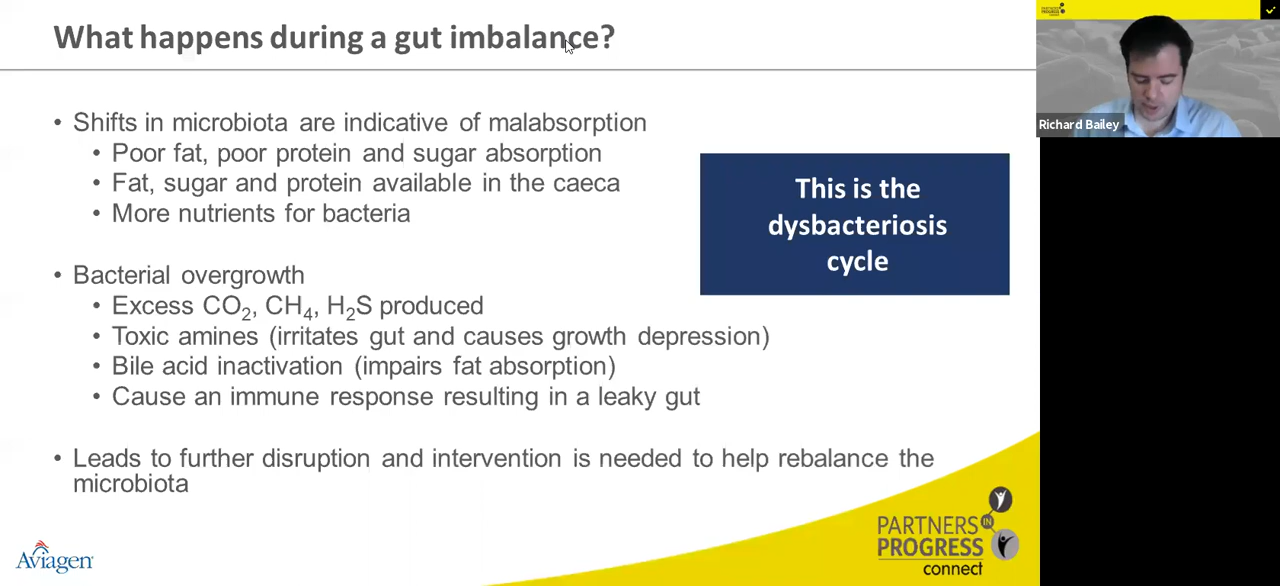 What happens during a gut imbalance?
• Shifts in microbiota are indicative of malabsorption
• Poor fat, poor protein and sugar absorption
• Fat, sugar and protein available in the caeca
• More nutrients for bacteria
This is the
dysbacteriosis
cycle
• Bacterial overgrowth
• Excess CO₂, CH₄, H₂S produced
• Toxic amines (irritates gut and causes growth depression)
• Bile acid inactivation (impairs fat absorption)
• Cause an immune response resulting in a leaky gut
• Leads to further disruption and intervention is needed to help rebalance the
microbiota
Aviagen
PARTNERS
IN
PROGRESS
connect
PARTNERS
PROGRESS
Richard Bailey